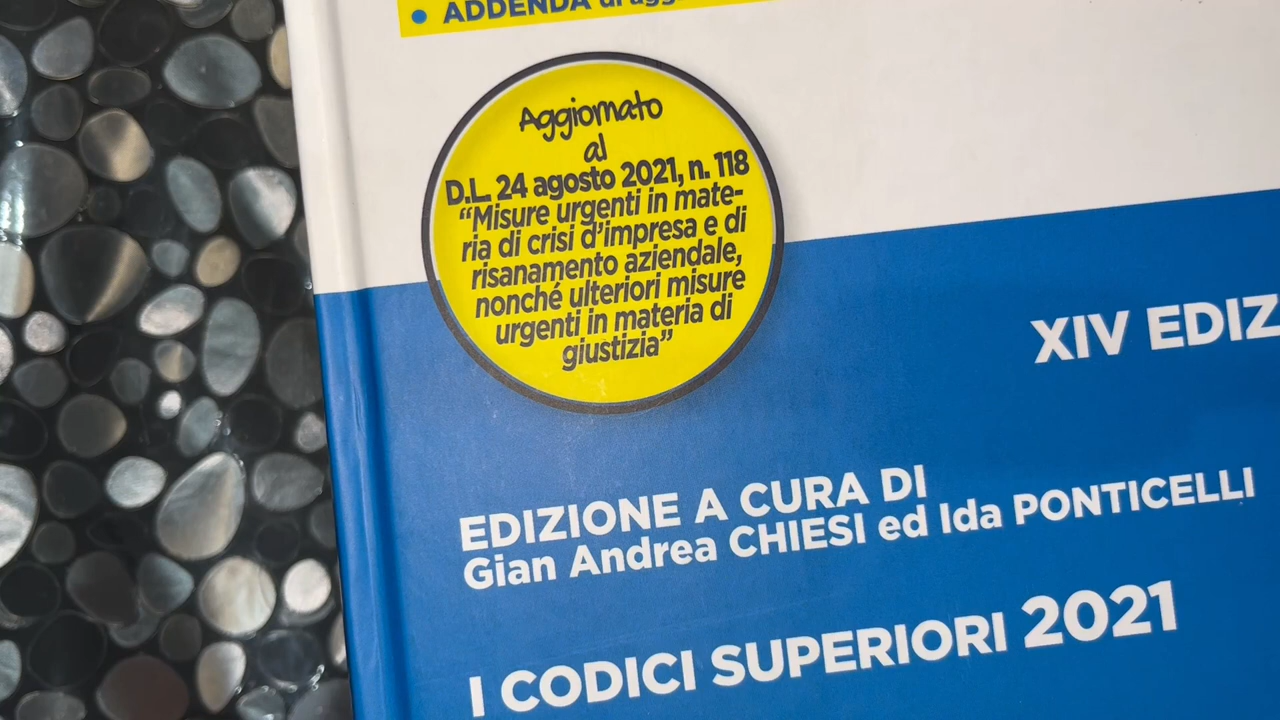 • ADDENDA di
Aggiornato
al
D.L. 24 agosto 2021, n. 118
“Misure urgenti in mate-
ria di crisi d’impresa e di
risanamento aziendale,
nonché ulteriori misure
urgenti in materia di
giustizia”
XIV EDIZ
EDIZIONE A CURA DI
Gian Andrea CHIESI ed Ida PONTICELLI
I CODICI SUPERIORI 2021